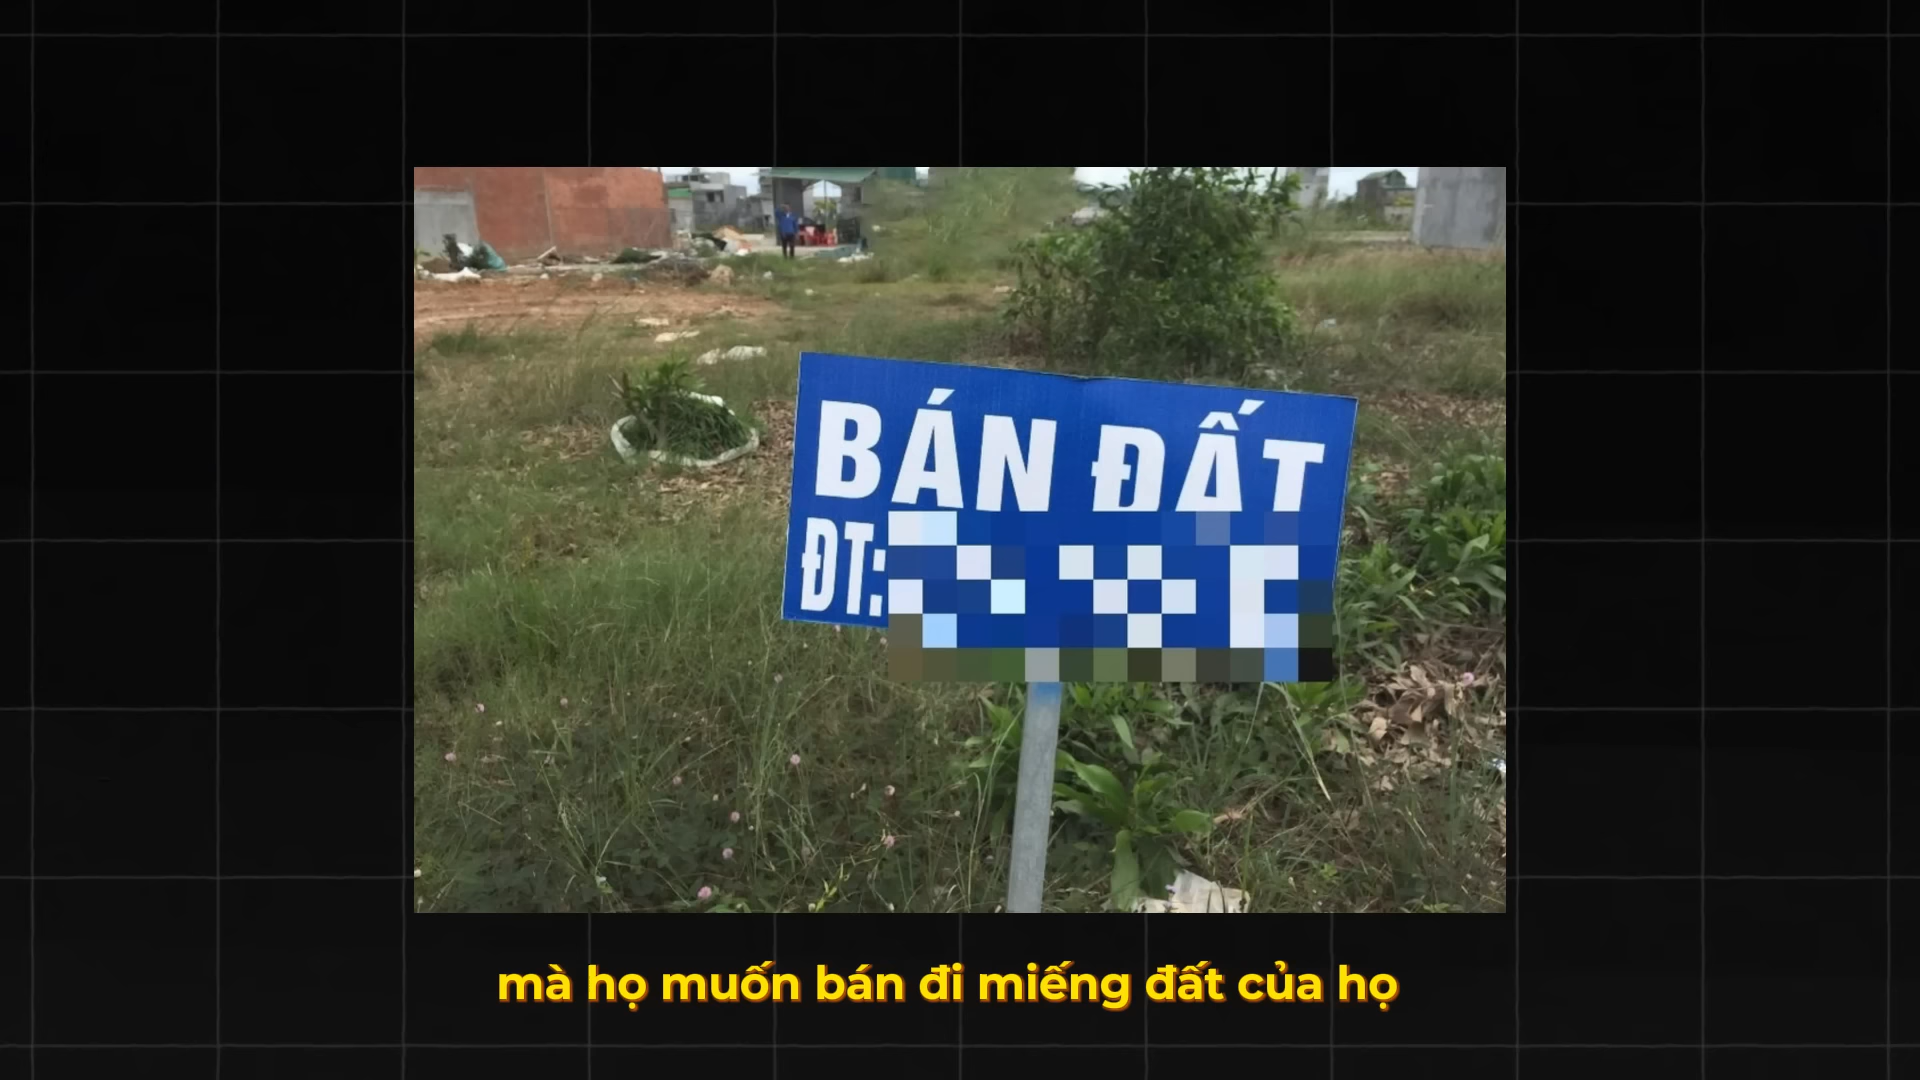 BÁN ĐẤT
ĐT:
mà họ muốn bán đi miếng đất của họ